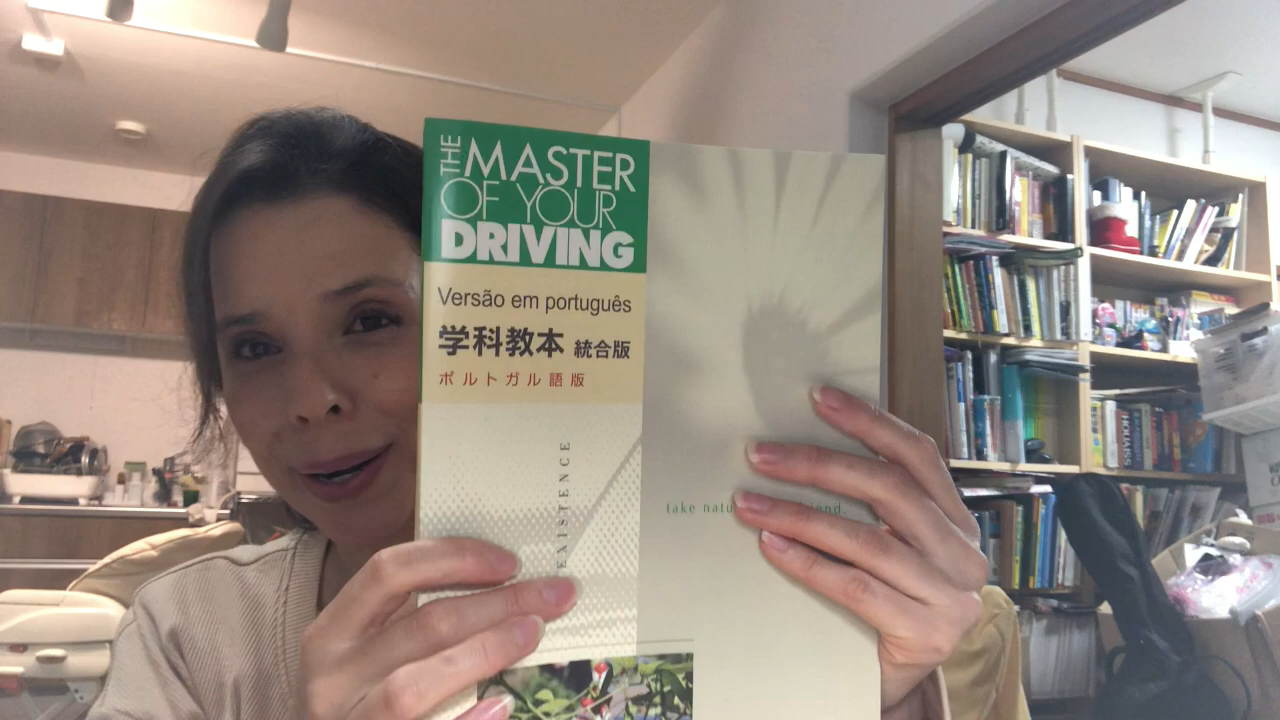 THE
MASTER
OF YOUR
DRIVING
Versão em português
学科教本 統合版
ポルトガル語版
EXISTENCE
take
HOUAISS